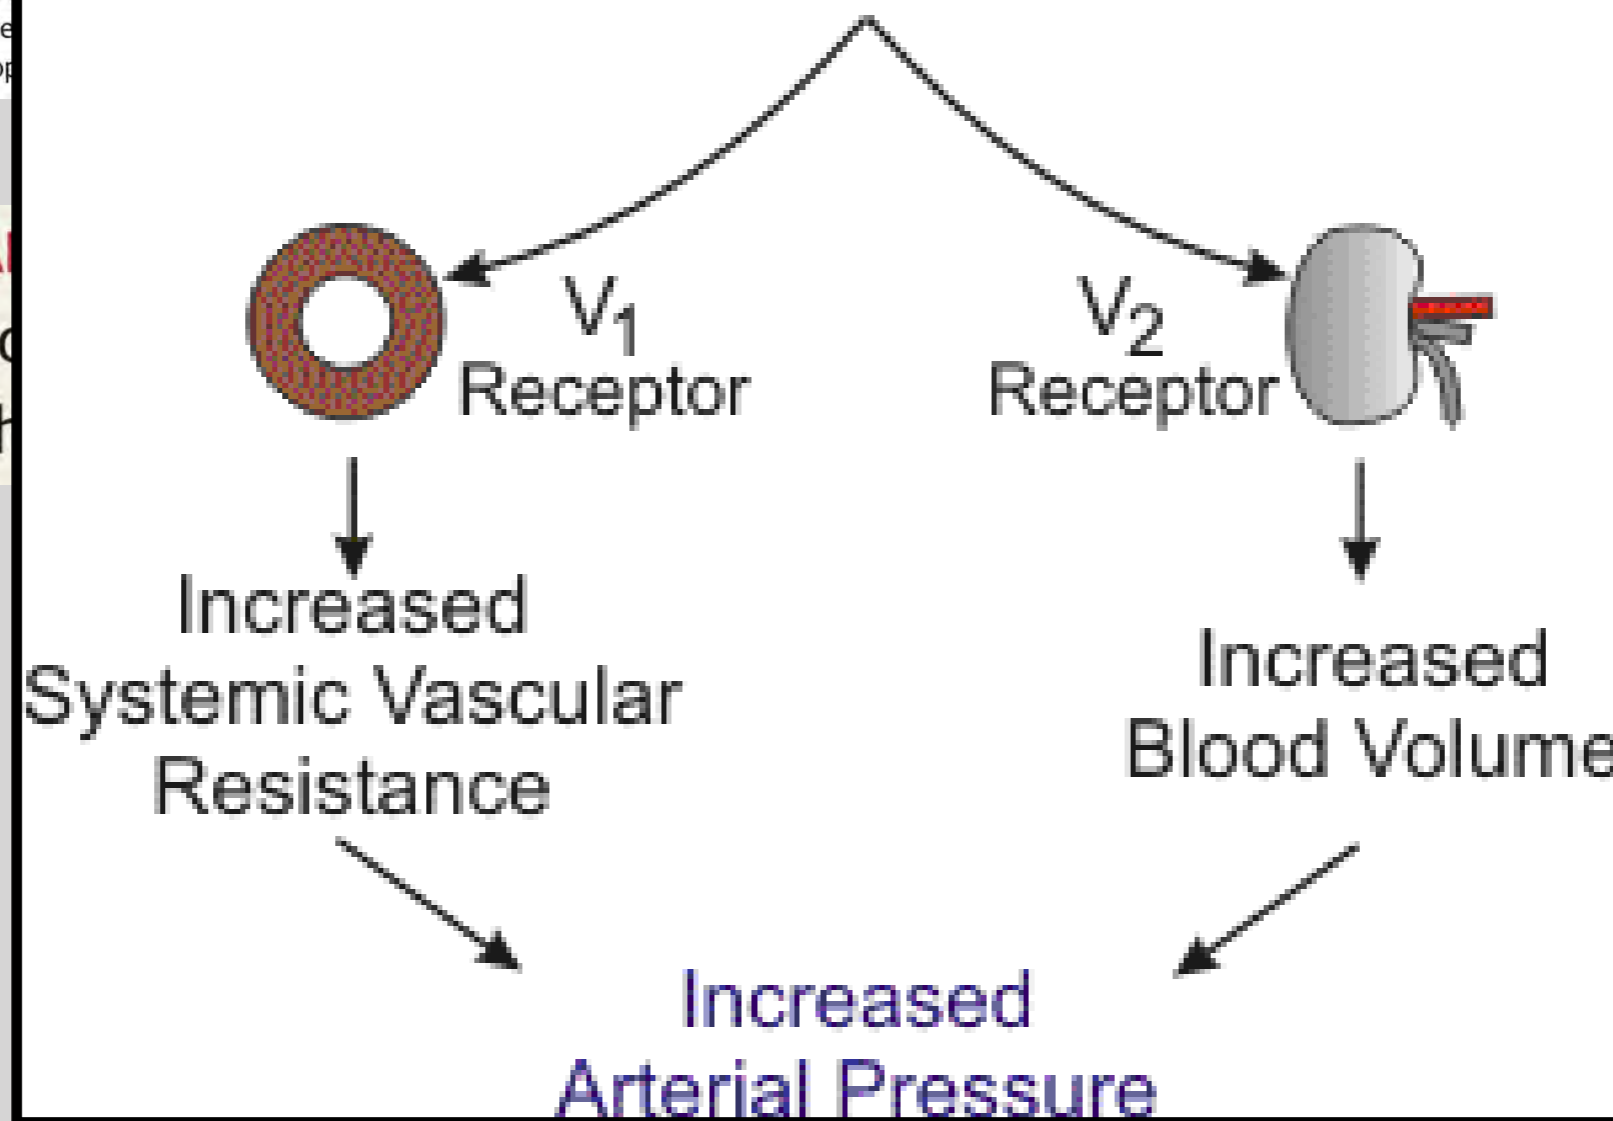 V1
Receptor
V2
Receptor
Increased
Systemic Vascular
Resistance
Increased
Blood Volume
Increased
Arterial Pressure